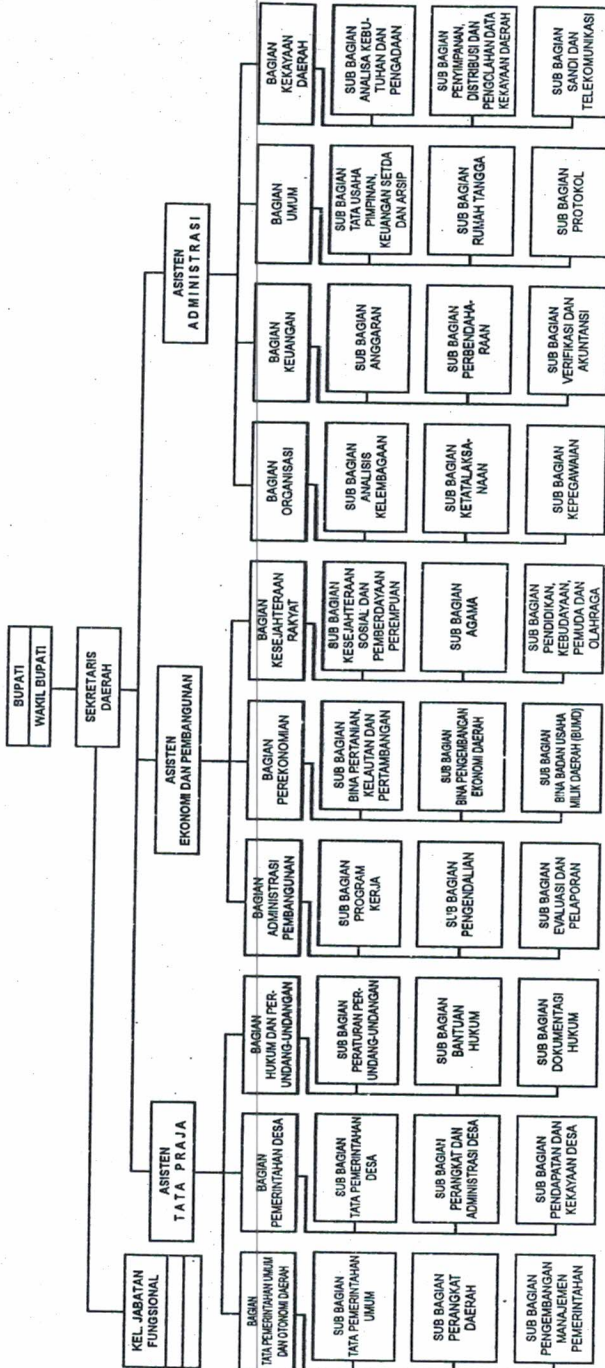 BUPATI
WAKIL BUPATI
SEKRETARIS
DAERAH
KEL. JABATAN
FUNGSIONAL
ASISTEN
TATA PRAJA
ASISTEN
EKONOMI DAN PEMBANGUNAN
ASISTEN
ADMINISTRASI
BAGIAN
TATA PEMERINTAHAN UMUM
DAN OTONOMI DAERAH
SUB BAGIAN
TATA PEMERINTAHAN
UMUM
SUB BAGIAN
PERANGKAT
DAERAH
SUB BAGIAN
PENGEMBANGAN
MANAJEMEN
PEMERINTAHAN
BAGIAN
PEMERINTAHAN DESA
SUB BAGIAN
TATA PEMERINTAHAN
DESA
SUB BAGIAN
PERANGKAT DAN
ADMINISTRASI DESA
SUB BAGIAN
PENDAPATAN DAN
KEKAYAAN DESA
BAGIAN
HUKUM DAN PER-
UNDANG-UNDANGAN
SUB BAGIAN
PERATURAN PER-
UNDANG-UNDANGAN
SUB BAGIAN
BANTUAN
HUKUM
SUB BAGIAN
DOKUMENTASI
HUKUM
BAGIAN
ADMINISTRASI
PEMBANGUNAN
SUB BAGIAN
PROGRAM
KERJA
SUB BAGIAN
PENGENDALIAN
SUB BAGIAN
EVALUASI DAN
PELAPORAN
BAGIAN
PEREKONOMIAN
SUB BAGIAN
BINA PERTANIAN,
KELAUTAN DAN
PERTAMBANGAN
SUB BAGIAN
BINA PENGEMBANGAN
EKONOMI DAERAH
SUB BAGIAN
BINA BADAN USAHA
MILIK DAERAH (BUMD)
BAGIAN
KESEJAHTERAAN
RAKYAT
SUB BAGIAN
KESEJAHTERAAN
SOSIAL DAN
PEMBERDAYAAN
PEREMPUAN
SUB BAGIAN
AGAMA
SUB BAGIAN
PENDIDIKAN,
KEBUDAYAAN,
PEMUDA DAN
OLAHRAGA
BAGIAN
ORGANISASI
SUB BAGIAN
ANALISIS
KELEMBAGAAN
SUB BAGIAN
KETATALAKSA-
NAAN
SUB BAGIAN
KEPEGAWAIAN
BAGIAN
KEUANGAN
SUB BAGIAN
ANGGARAN
SUB BAGIAN
PERBENDAHA-
RAAN
SUB BAGIAN
VERIFIKASI DAN
AKUNTANSI
BAGIAN
UMUM
SUB BAGIAN
TATA USAHA
PIMPINAN,
KEUANGAN SETDA
DAN ARSIP
SUB BAGIAN
RUMAH TANGGA
SUB BAGIAN
PROTOKOL
BAGIAN
KEKAYAAN
DAERAH
SUB BAGIAN
ANALISA KEBU-
TUHAN DAN
PENGADAAN
SUB BAGIAN
PENYIMPANAN,
DISTRIBUSI DAN
PENGOLAHAN DATA
KEKAYAAN DAERAH
SUB BAGIAN
SANDI DAN
TELEKOMUNIKASI